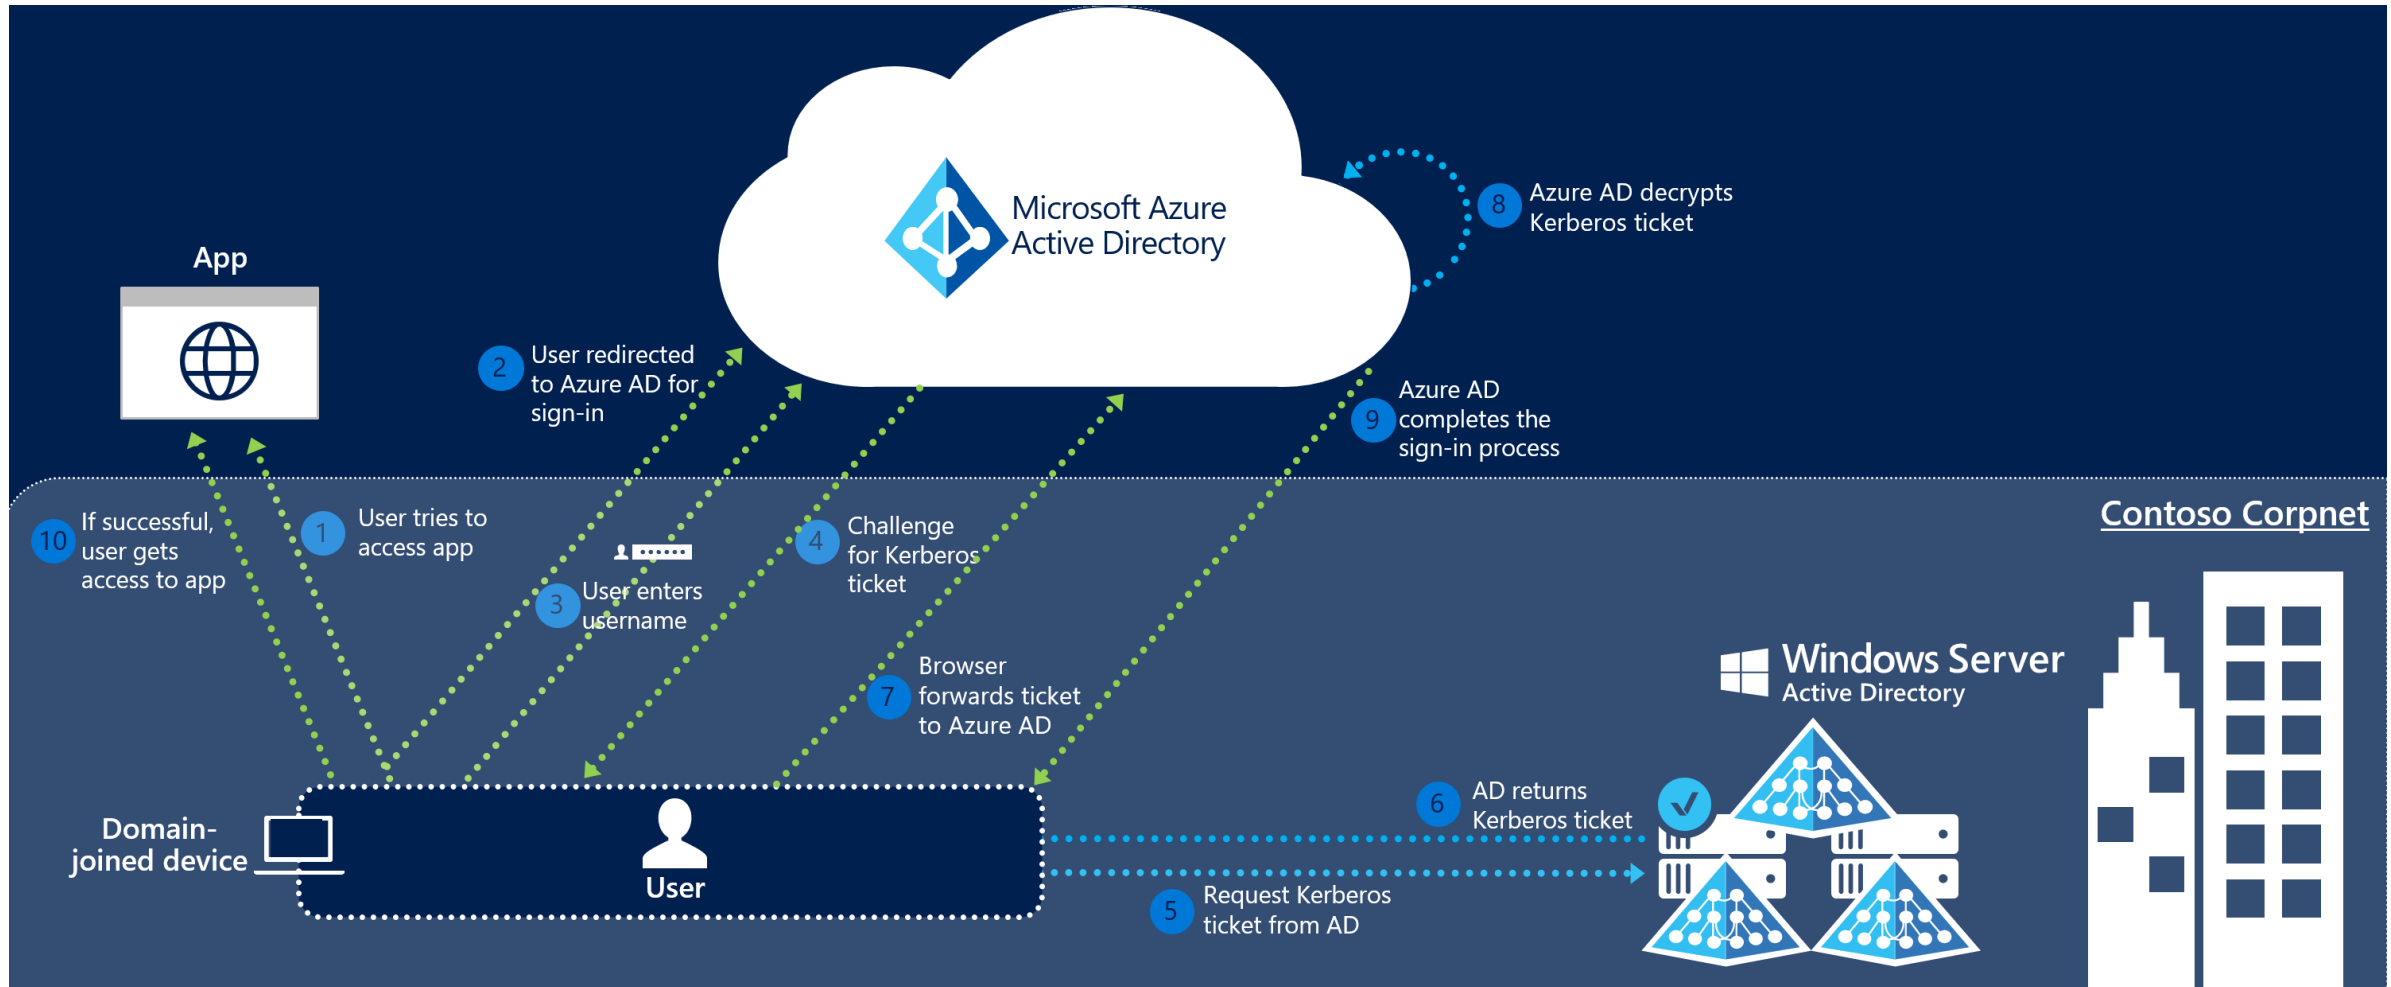 Microsoft Azure
Active Directory
8
Azure AD decrypts
Kerberos ticket
App
2
User redirected
to Azure AD for
sign-in
9
Azure AD
completes the
sign-in process
10
If successful,
user gets
access to app
1
User tries to
access app
3
User enters
username
4
Challenge
for Kerberos
ticket
7
Browser
forwards ticket
to Azure AD
Contoso Corpnet
Windows Server
Active Directory
6
AD returns
Kerberos ticket
5
Request Kerberos
ticket from AD
Domain-
joined device
User